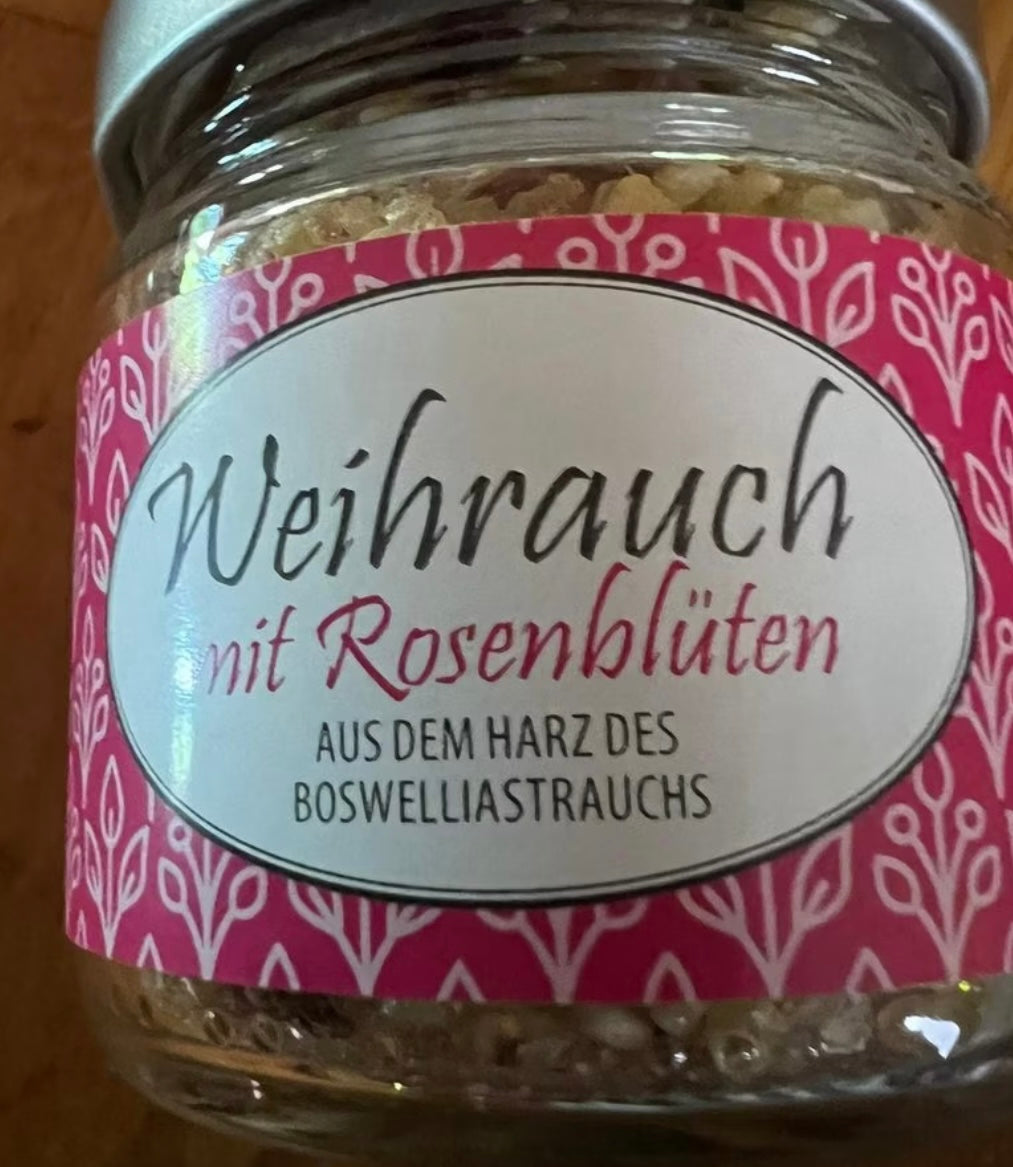 Weihrauch
mit Rosenblüten
AUS DEM HARZ DES
BOSWELLIASTRAUCHS